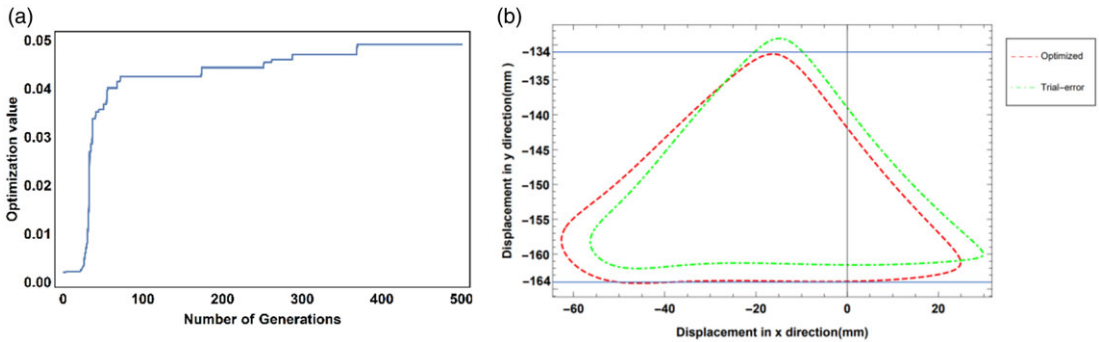 (a)
Optimization value
0.05
0.04
0.03
0.02
0.01
0.00
0 100 200 300 400 500
Number of Generations
(b)
Displacement in y direction(mm )
−134
−135
−140
−145
−150
−155
−160
−164
−60 −40 −20 0 20
Displacement in x direction(mm)
Optimized
Trial−error